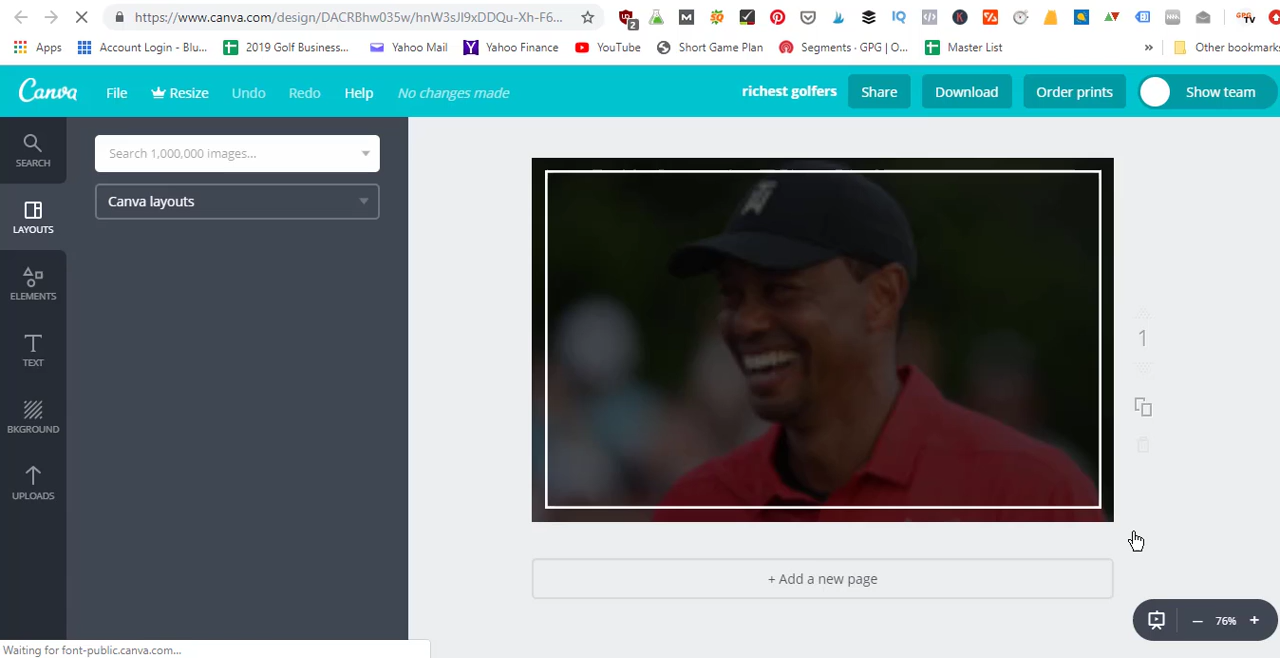 https://www.canva.com/design/DACRBhw035w/hnW3sJI9xDDQu-Xh-F6...
Apps
Account Login - Blu...
2019 Golf Business...
Yahoo Mail
Yahoo Finance
YouTube
Short Game Plan
Segments - GPG | O...
Master List
»
Other bookmarks
Canva
File
Resize
Undo
Redo
Help
No changes made
richest golfers
Share
Download
Order prints
Show team
SEARCH
Search 1,000,000 images...
LAYOUTS
Canva layouts
ELEMENTS
TEXT
BKGROUND
UPLOADS
1
+ Add a new page
– 76% +
Waiting for font-public.canva.com...